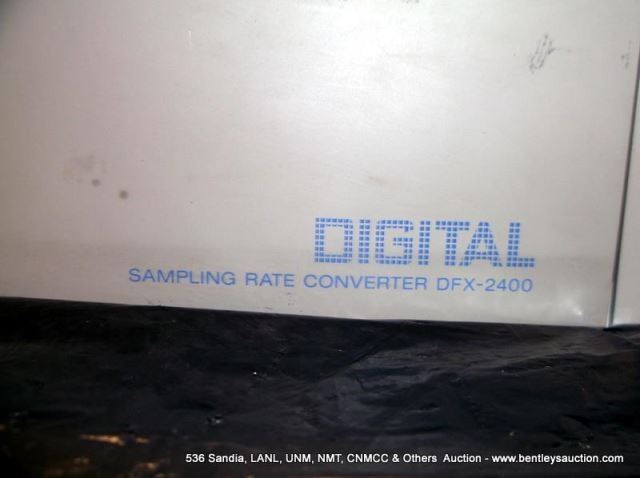 DIGITAL
SAMPLING RATE CONVERTER DFX-2400
536 Sandia, LANL, UNM, NMT, CNMCC & Others Auction - www.bentleysauction.com